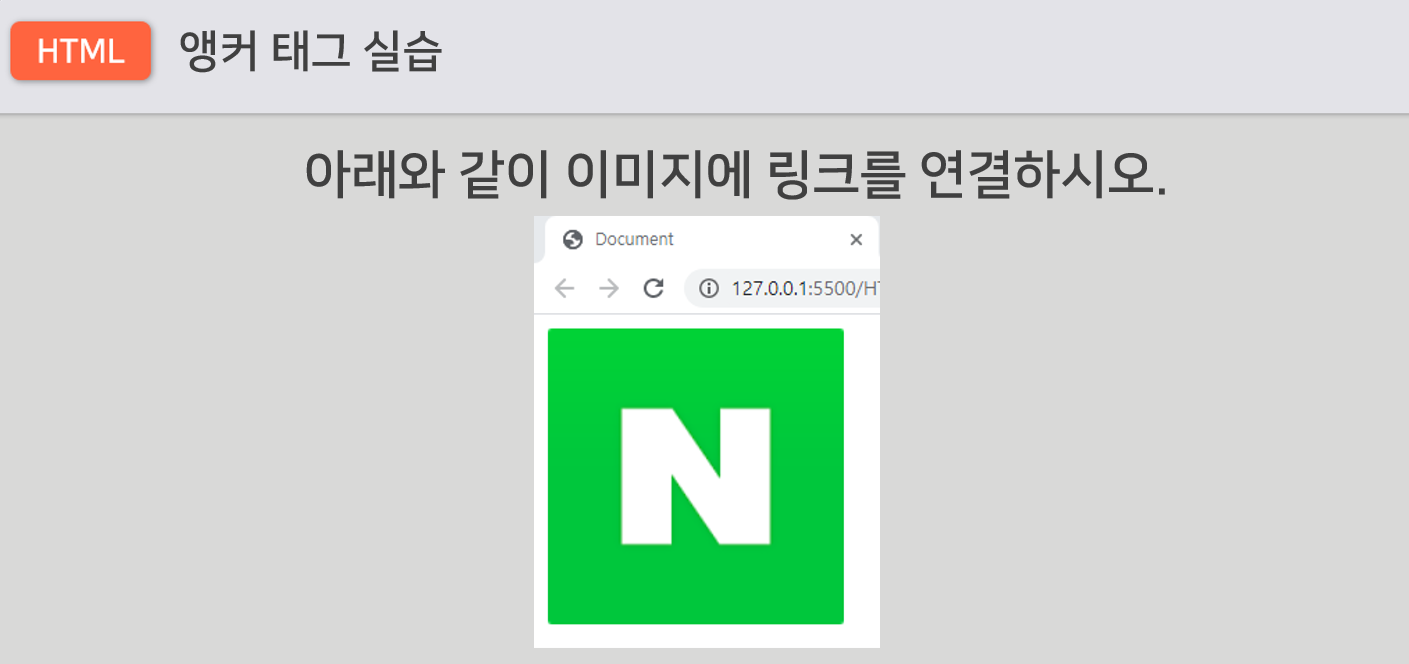 HTML 앵커 태그 실습
아래와 같이 이미지에 링크를 연결하시오.
Document
127.0.0.1:5500/HT
N